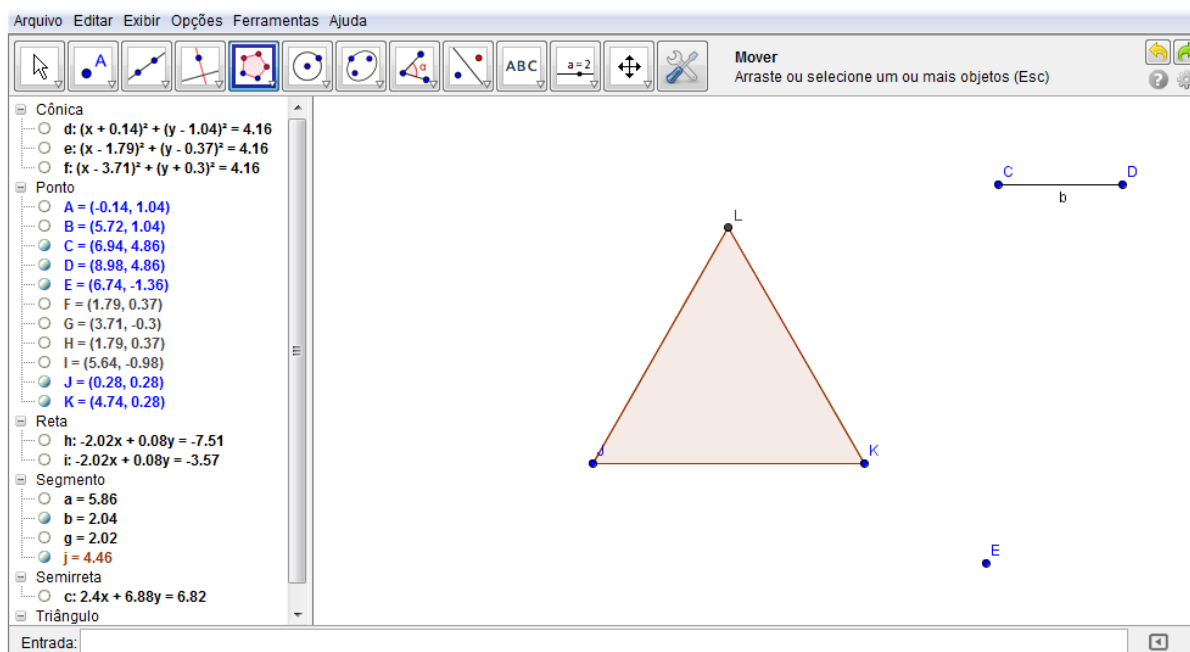 Arquivo Editar Exibir Opções Ferramentas Ajuda
A
α
ABC
a=2
Mover
Arraste ou selecione um ou mais objetos (Esc)
Cônica
d: (x + 0.14)² + (y - 1.04)² = 4.16
e: (x - 1.79)² + (y - 0.37)² = 4.16
f: (x - 3.71)² + (y + 0.3)² = 4.16
Ponto
A = (-0.14, 1.04)
B = (5.72, 1.04)
C = (6.94, 4.86)
D = (8.98, 4.86)
E = (6.74, -1.36)
F = (1.79, 0.37)
G = (3.71, -0.3)
H = (1.79, 0.37)
I = (5.64, -0.98)
J = (0.28, 0.28)
K = (4.74, 0.28)
Reta
h: -2.02x + 0.08y = -7.51
i: -2.02x + 0.08y = -3.57
Segmento
a = 5.86
b = 2.04
g = 2.02
j = 4.46
Semirreta
c: 2.4x + 6.88y = 6.82
Triângulo
C
D
b
L
J
K
E
Entrada: